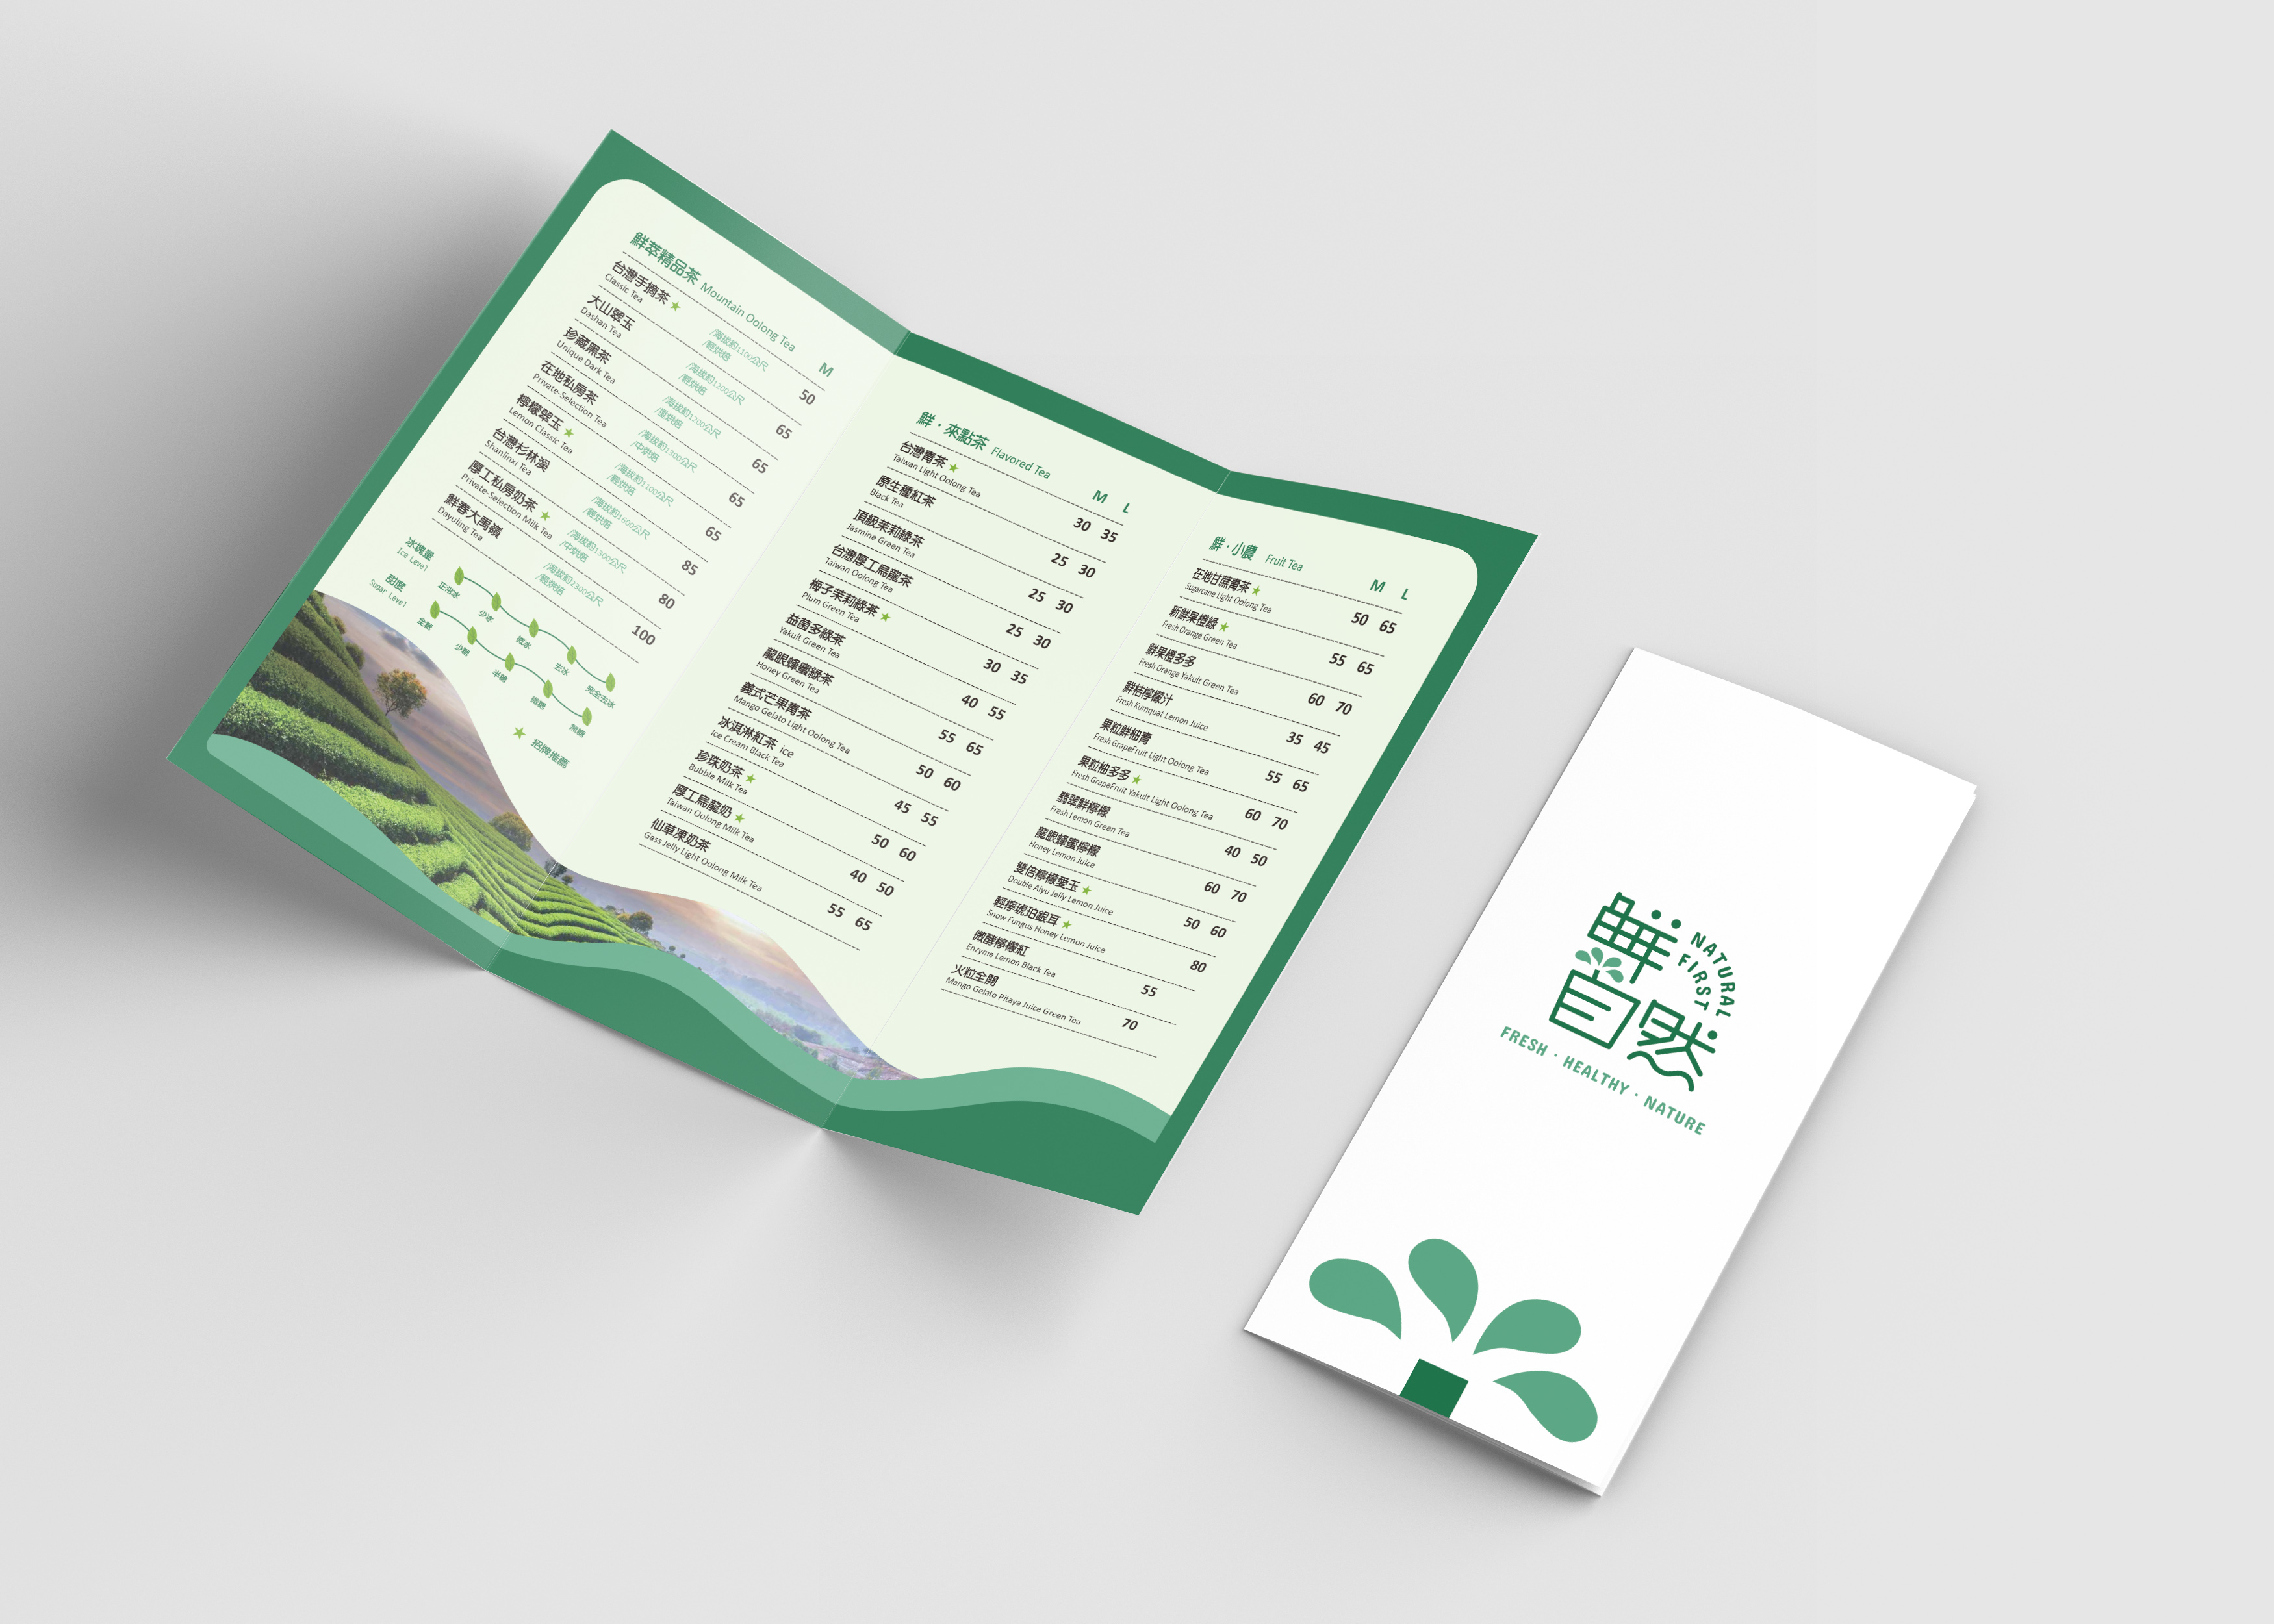 鮮萃精品茶 Mountain Oolong Tea M
台灣手摘茶 ★ /海拔約1100公尺 50
Classic Tea /輕烘焙
大山翠玉 /海拔約1200公尺 65
Dashan Tea /輕烘焙
珍藏黑茶 /海拔約1200公尺 65
Unique Dark Tea /重烘焙
在地私房茶 /海拔約1300公尺 65
Private-Selection Tea /中烘焙
檸檬翠玉 ★ /海拔約1100公尺 65
Lemon Classic Tea /輕烘焙
台灣杉林溪 /海拔約1600公尺 85
Shanlinxi Tea /輕烘焙
厚工私房奶茶 ★ /海拔約1300公尺 80
Private-Selection Milk Tea /中烘焙
鮮春大禹嶺 /海拔約2300公尺 100
Dayuling Tea /輕烘焙
冰塊量
Ice Level
正常冰 少冰 微冰 去冰 完全去冰
甜度
Sugar Level
全糖 少糖 半糖 微糖 無糖
★ 招牌推薦
鮮·來點茶 Flavored Tea M L
台灣青茶 ★ 30 35
Taiwan Light Oolong Tea
原生種紅茶 25 30
Black Tea
頂級茉莉綠茶 25 30
Jasmine Green Tea
台灣厚工烏龍茶 25 30
Taiwan Oolong Tea
梅子茉莉綠茶 ★ 30 35
Plum Green Tea
益菌多綠茶 40 55
Yakult Green Tea
龍眼蜂蜜綠茶 55 65
Honey Green Tea
義式芒果青茶 50 60
Mango Gelato Light Oolong Tea
冰淇淋紅茶 ice 45 55
Ice Cream Black Tea
珍珠奶茶 ★ 50 60
Bubble Milk Tea
厚工烏龍奶 ★ 40 50
Taiwan Oolong Milk Tea
仙草凍奶茶 55 65
Gass Jelly Light Oolong Milk Tea
鮮·小農 Fruit Tea M L
在地甘蔗青茶 ★ 50 65
Sugarcane Light Oolong Tea
新鮮果橙綠 ★ 55 65
Fresh Orange Green Tea
鮮果橙多多 60 70
Fresh Orange Yakult Green Tea
鮮桔檸檬汁 35 45
Fresh Kumquat Lemon Juice
果粒鮮柚青 55 65
Fresh GrapeFruit Light Oolong Tea
果粒柚多多 ★ 60 70
Fresh GrapeFruit Yakult Light Oolong Tea
翡翠鮮檸檬 40 50
Fresh Lemon Green Tea
龍眼蜂蜜檸檬 60 70
Honey Lemon Juice
雙倍檸檬愛玉 ★ 50 60
Double Aiyu Jelly Lemon Juice
輕檸琥珀銀耳 ★ 80
Snow Fungus Honey Lemon Juice
微酵檸檬紅 55
Enzyme Lemon Black Tea
火粒全開 70
Mango Gelato Pitaya Juice Green Tea
鮮
自然
NATURAL
FIRST
FRESH · HEALTHY · NATURE